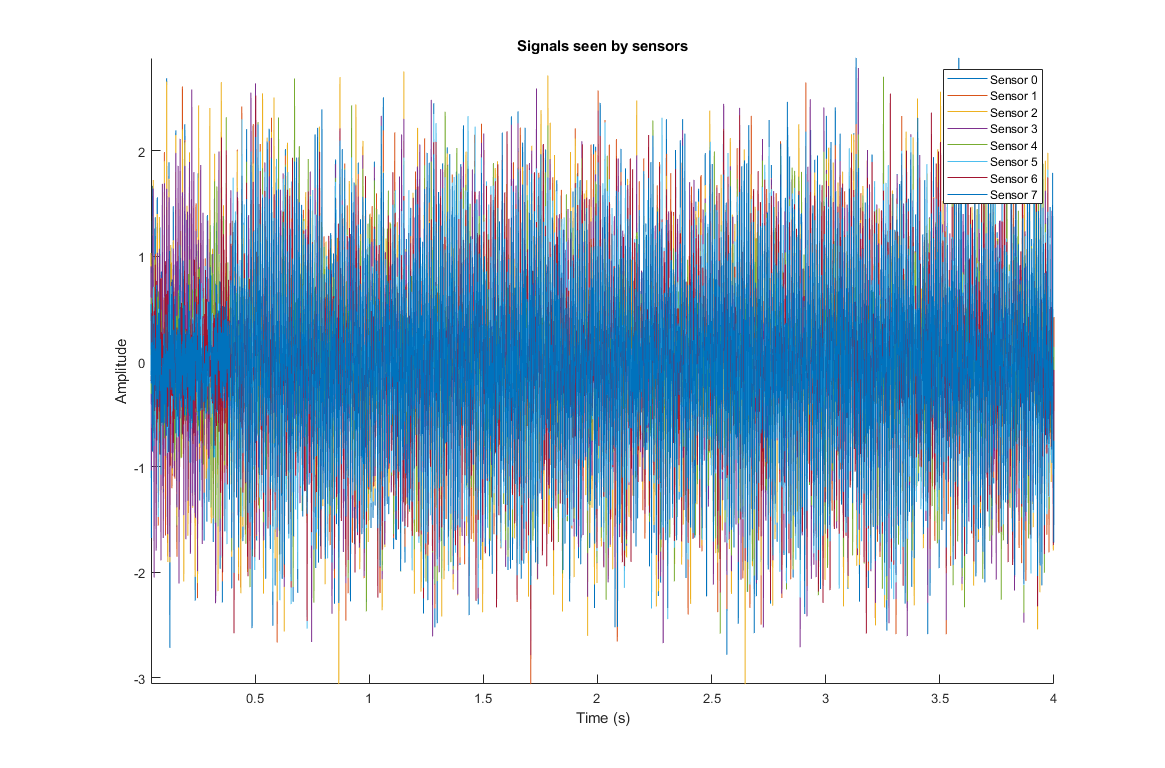 Signals seen by sensors
Sensor 0
Sensor 1
Sensor 2
Sensor 3
Sensor 4
Sensor 5
Sensor 6
Sensor 7
2
1
0
-1
-2
-3
Amplitude
0.5
1
1.5
2
2.5
3
3.5
4
Time (s)